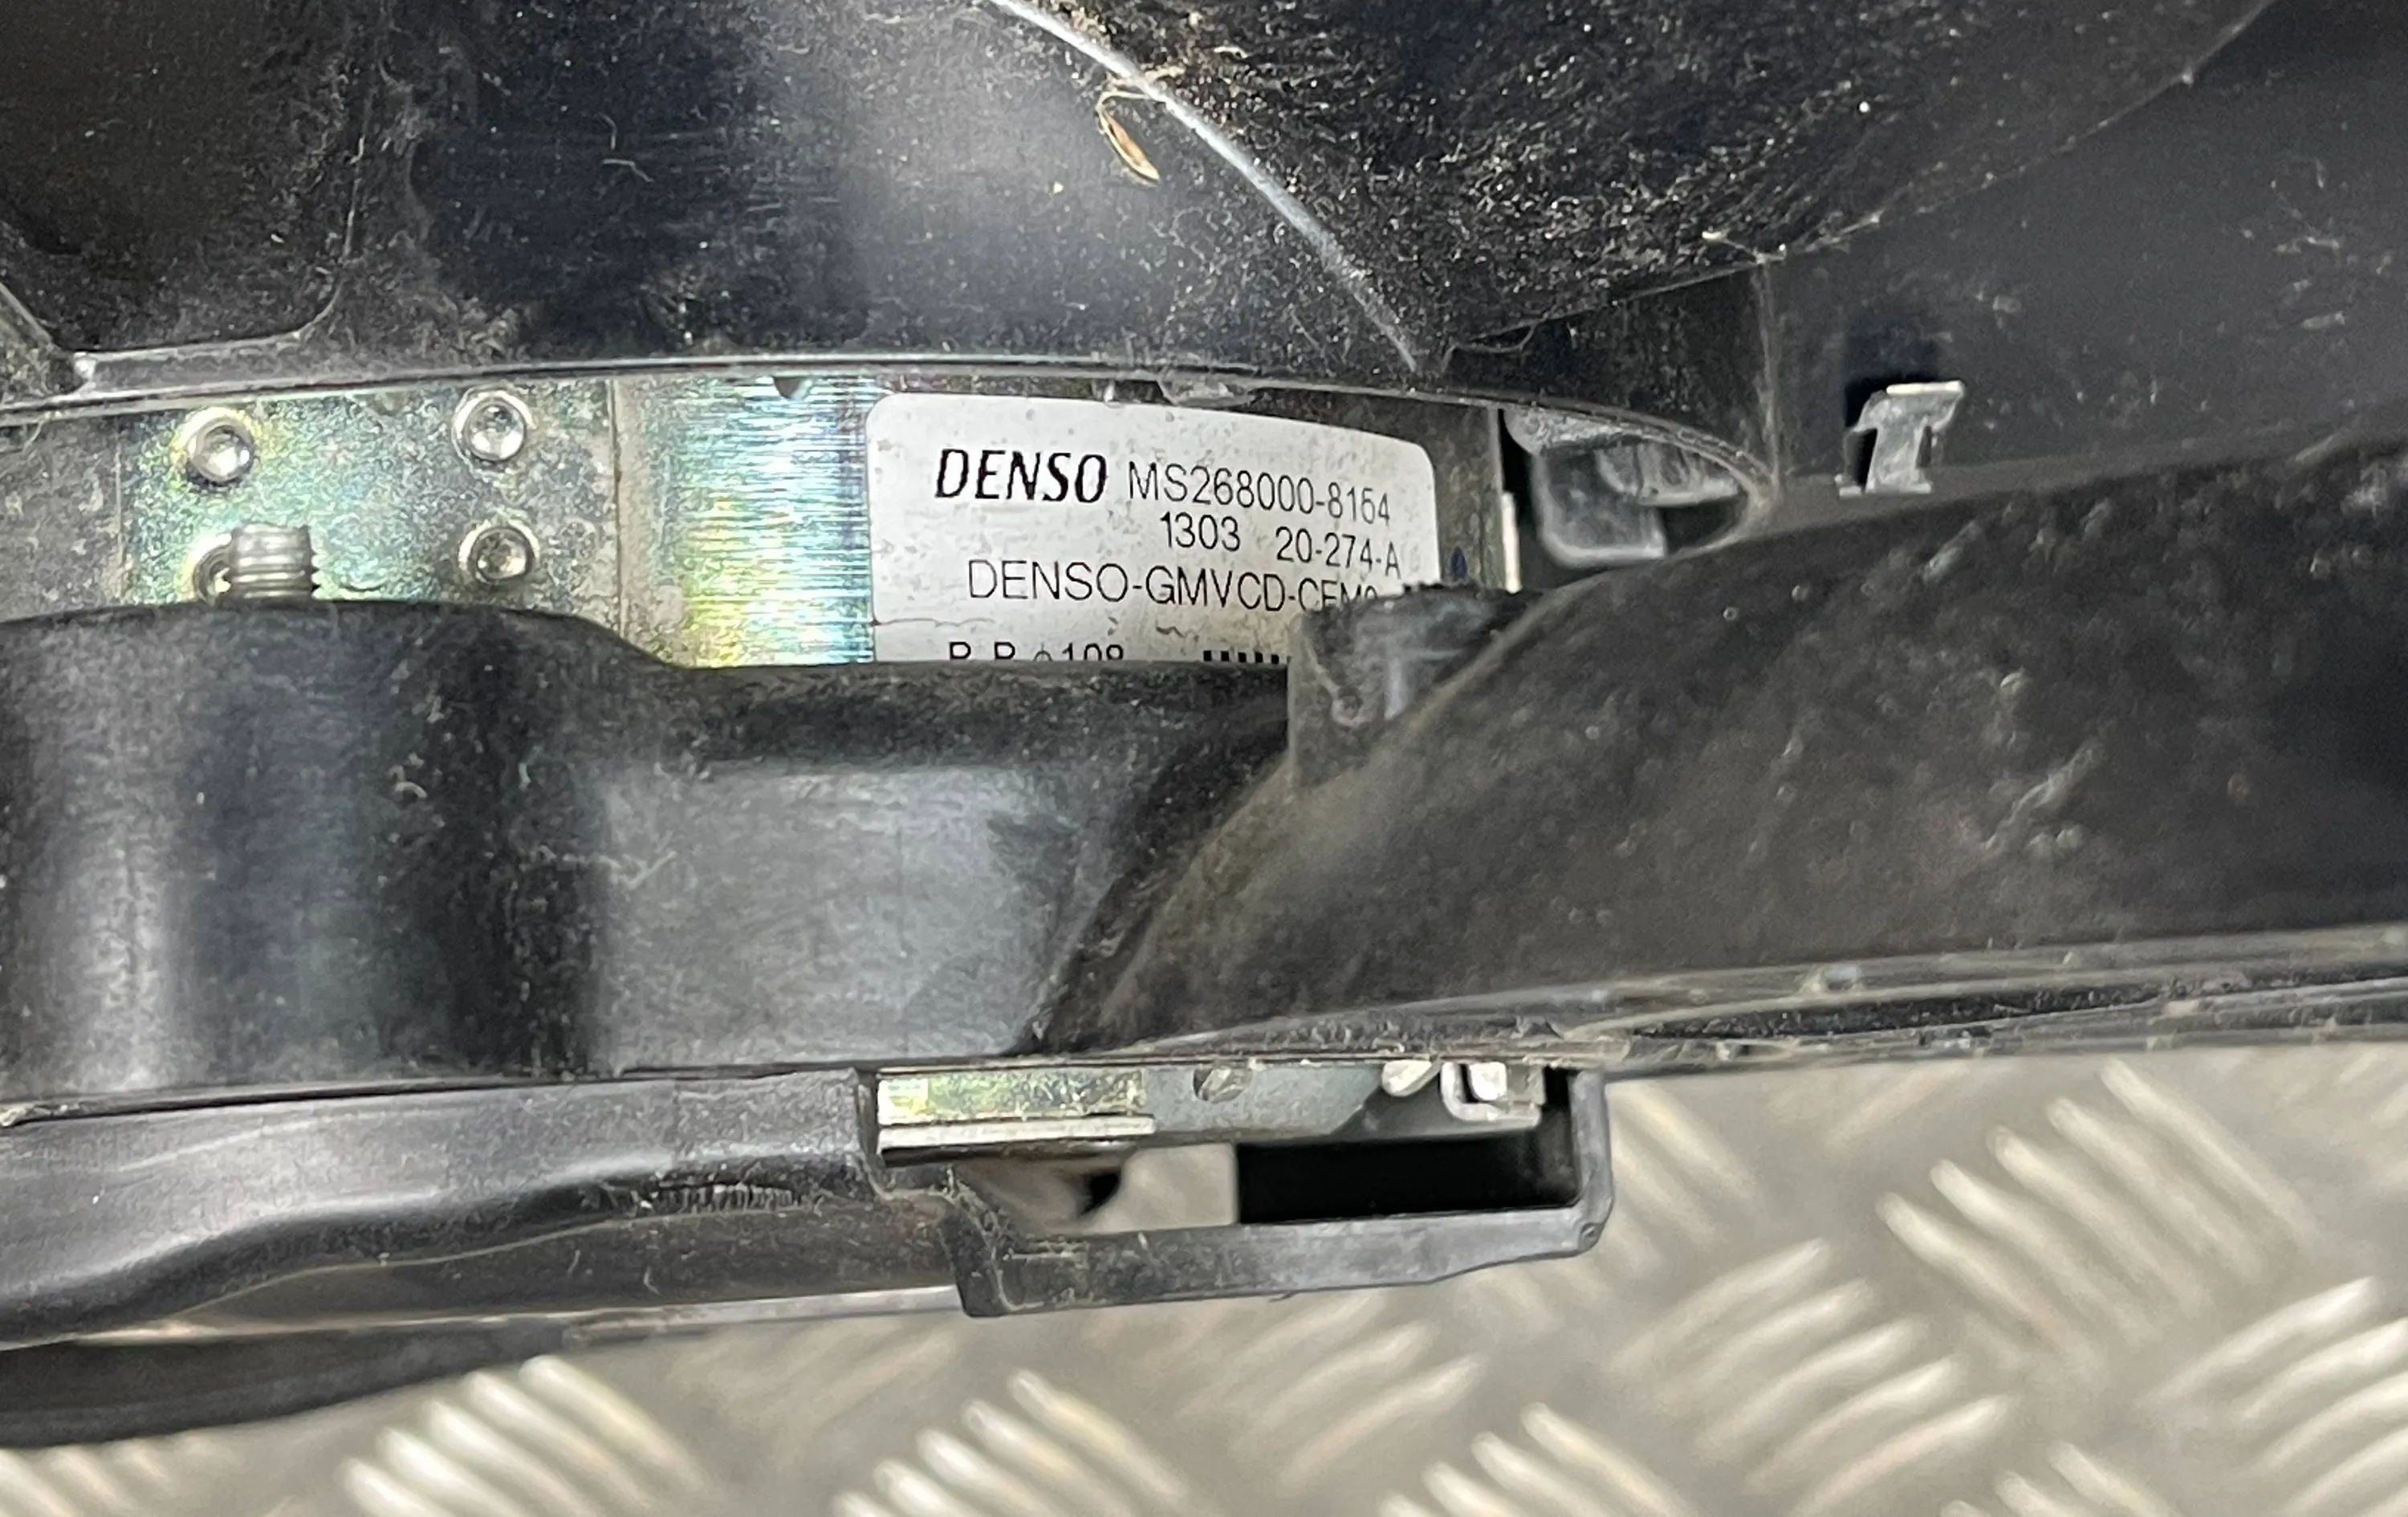 DENSO MS268000-8164
1303 20-274-A
DENSO-GMVCD-